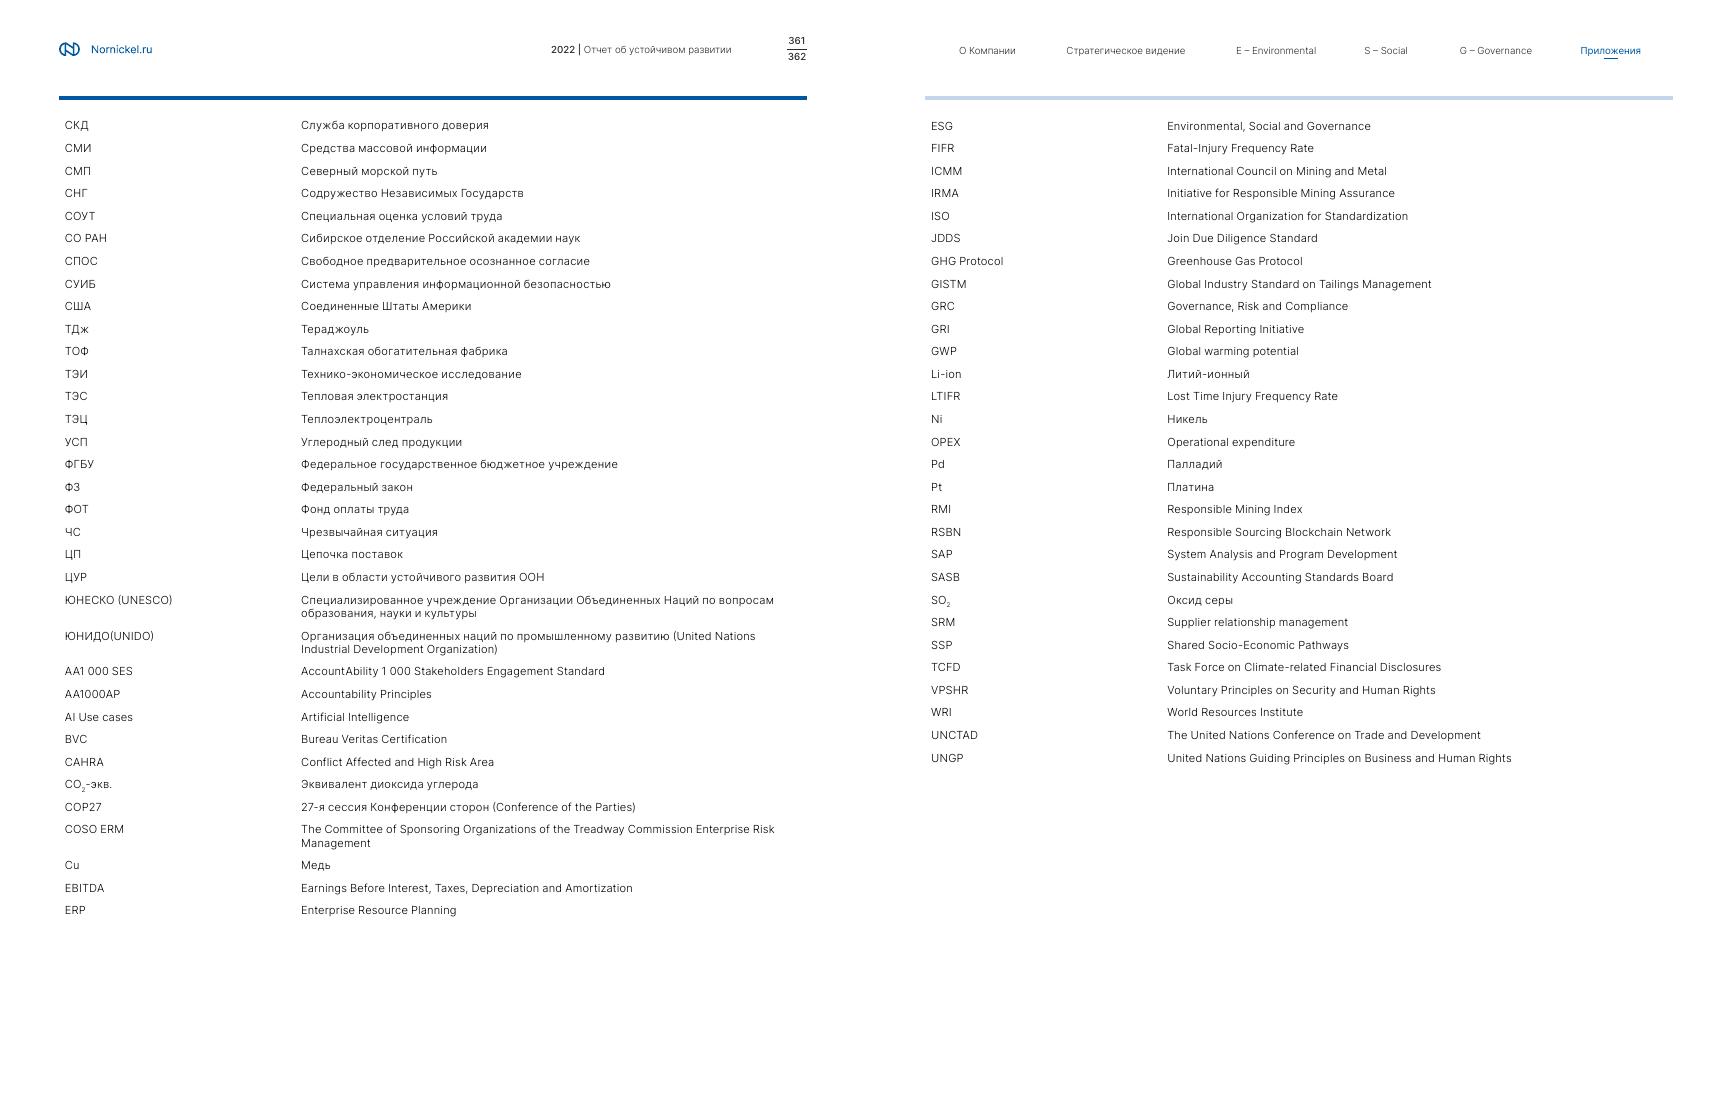 Nornickel.ru
2022 | Отчет об устойчивом развитии
361
362
О Компании Стратегическое видение E – Environmental S – Social G – Governance Приложения
СКД Служба корпоративного доверия
СМИ Средства массовой информации
СМП Северный морской путь
СНГ Содружество Независимых Государств
СОУТ Специальная оценка условий труда
СО РАН Сибирское отделение Российской академии наук
СПОС Свободное предварительное осознанное согласие
СУИБ Система управления информационной безопасностью
США Соединенные Штаты Америки
ТДж Тераджоуль
ТОФ Талнахская обогатительная фабрика
ТЭИ Технико-экономическое исследование
ТЭС Тепловая электростанция
ТЭЦ Теплоэлектроцентраль
УСП Углеродный след продукции
ФГБУ Федеральное государственное бюджетное учреждение
ФЗ Федеральный закон
ФОТ Фонд оплаты труда
ЧС Чрезвычайная ситуация
ЦП Цепочка поставок
ЦУР Цели в области устойчивого развития ООН
ЮНЕСКО (UNESCO) Специализированное учреждение Организации Объединенных Наций по вопросам
образования, науки и культуры
ЮНИДО(UNIDO) Организация объединенных наций по промышленному развитию (United Nations
Industrial Development Organization)
AA1 000 SES AccountAbility 1 000 Stakeholders Engagement Standard
AA1000AP Accountability Principles
AI Use cases Artificial Intelligence
BVC Bureau Veritas Certification
CAHRA Conflict Affected and High Risk Area
CO₂-экв. Эквивалент диоксида углерода
COP27 27-я сессия Конференции сторон (Conference of the Parties)
COSO ERM The Committee of Sponsoring Organizations of the Treadway Commission Enterprise Risk
Management
Cu Медь
EBITDA Earnings Before Interest, Taxes, Depreciation and Amortization
ERP Enterprise Resource Planning
ESG Environmental, Social and Governance
FIFR Fatal-Injury Frequency Rate
ICMM International Council on Mining and Metal
IRMA Initiative for Responsible Mining Assurance
ISO International Organization for Standardization
JDDS Join Due Diligence Standard
GHG Protocol Greenhouse Gas Protocol
GISTM Global Industry Standard on Tailings Management
GRC Governance, Risk and Compliance
GRI Global Reporting Initiative
GWP Global warming potential
Li-ion Литий-ионный
LTIFR Lost Time Injury Frequency Rate
Ni Никель
OPEX Operational expenditure
Pd Палладий
Pt Платина
RMI Responsible Mining Index
RSBN Responsible Sourcing Blockchain Network
SAP System Analysis and Program Development
SASB Sustainability Accounting Standards Board
SO₂ Оксид серы
SRM Supplier relationship management
SSP Shared Socio-Economic Pathways
TCFD Task Force on Climate-related Financial Disclosures
VPSHR Voluntary Principles on Security and Human Rights
WRI World Resources Institute
UNCTAD The United Nations Conference on Trade and Development
UNGP United Nations Guiding Principles on Business and Human Rights